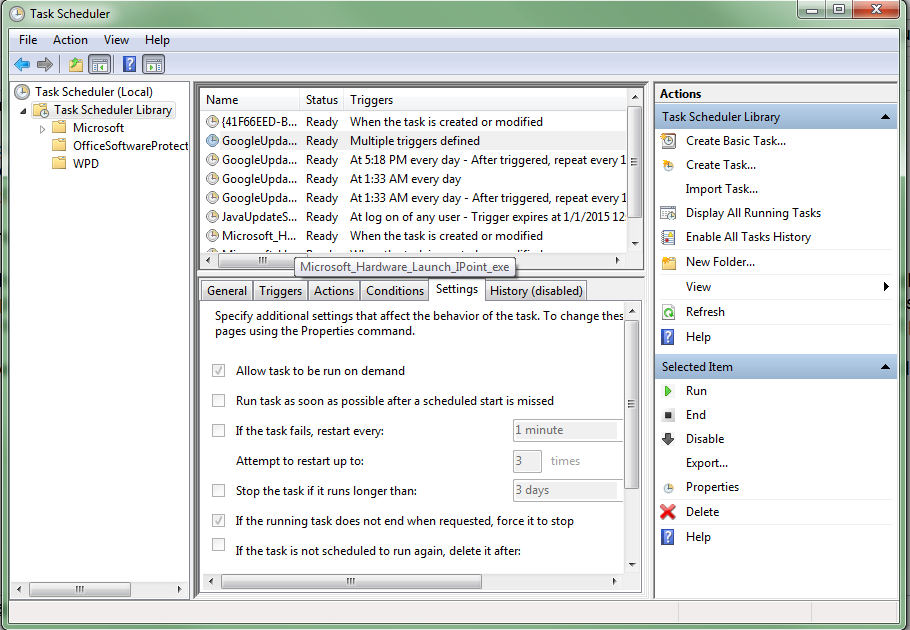 Task Scheduler
File Action View Help
Task Scheduler (Local)
Task Scheduler Library
Microsoft
OfficeSoftwareProtect
WPD
Name Status Triggers
{41F66EED-B... Ready When the task is created or modified
GoogleUpda... Ready Multiple triggers defined
GoogleUpda... Ready At 5:18 PM every day - After triggered, repeat every 1
GoogleUpda... Ready At 1:33 AM every day
GoogleUpda... Ready At 1:33 AM every day - After triggered, repeat every 1
JavaUpdateS... Ready At log on of any user - Trigger expires at 1/1/2015 12
Microsoft_H... Ready When the task is created or modified
Microsoft_Hardware_Launch_IPoint_exe
General Triggers Actions Conditions Settings History (disabled)
Specify additional settings that affect the behavior of the task. To change thes
pages using the Properties command.
Allow task to be run on demand
Run task as soon as possible after a scheduled start is missed
If the task fails, restart every: 1 minute
Attempt to restart up to: 3 times
Stop the task if it runs longer than: 3 days
If the running task does not end when requested, force it to stop
If the task is not scheduled to run again, delete it after:
Actions
Task Scheduler Library
Create Basic Task...
Create Task...
Import Task...
Display All Running Tasks
Enable All Tasks History
New Folder...
View
Refresh
Help
Selected Item
Run
End
Disable
Export...
Properties
Delete
Help